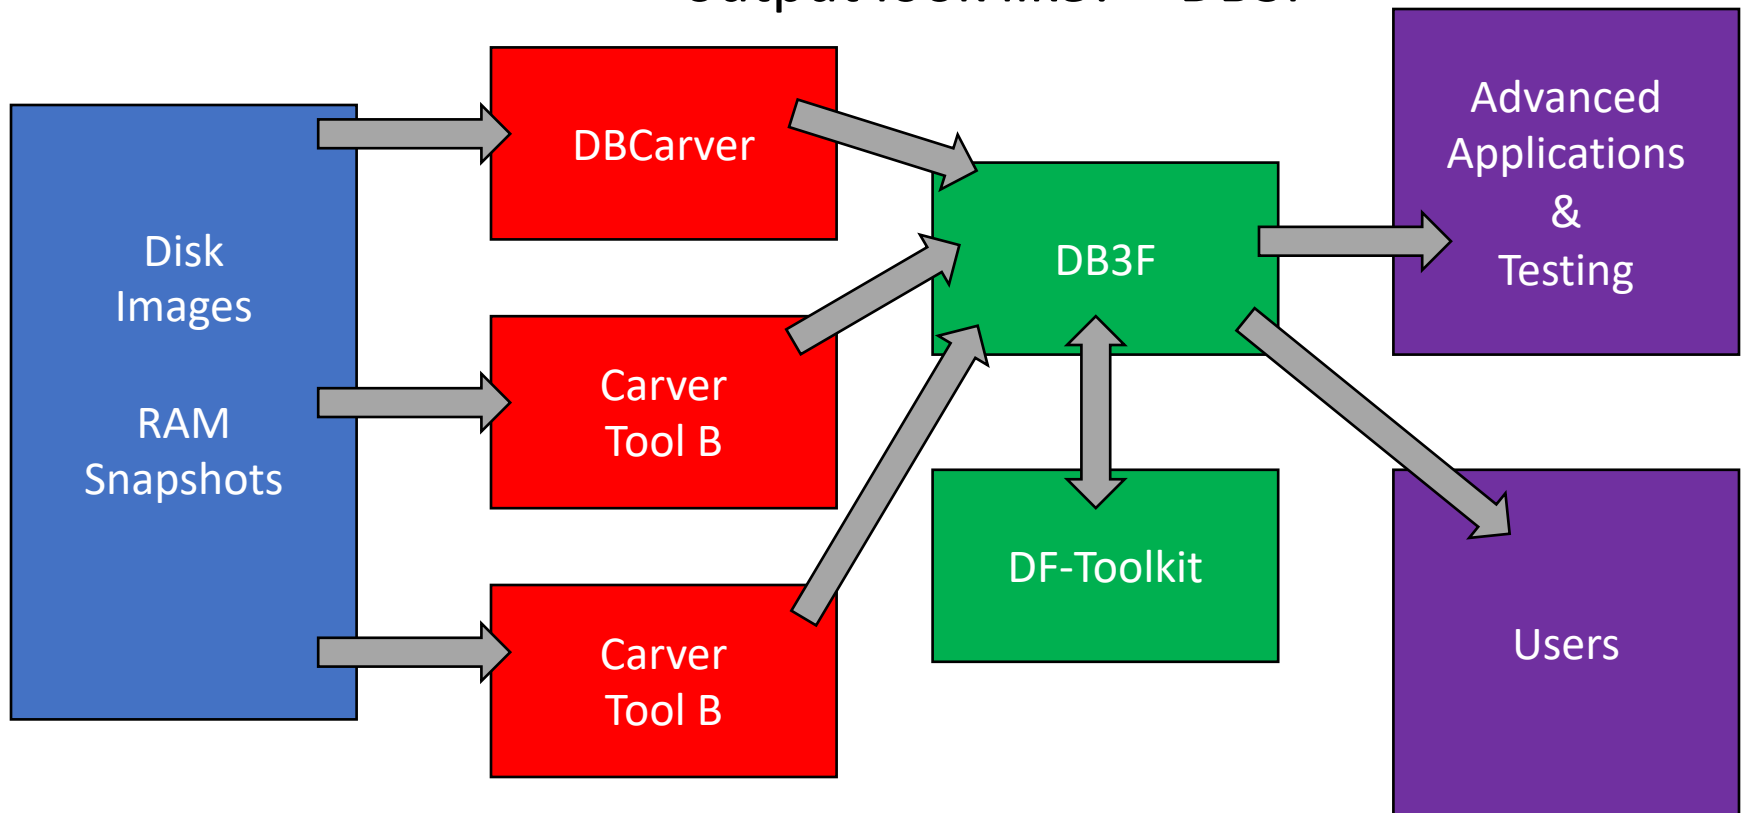 Disk
Images
RAM
Snapshots
DBCarver
Carver
Tool B
Carver
Tool B
DB3F
DF-Toolkit
Advanced
Applications
&
Testing
Users